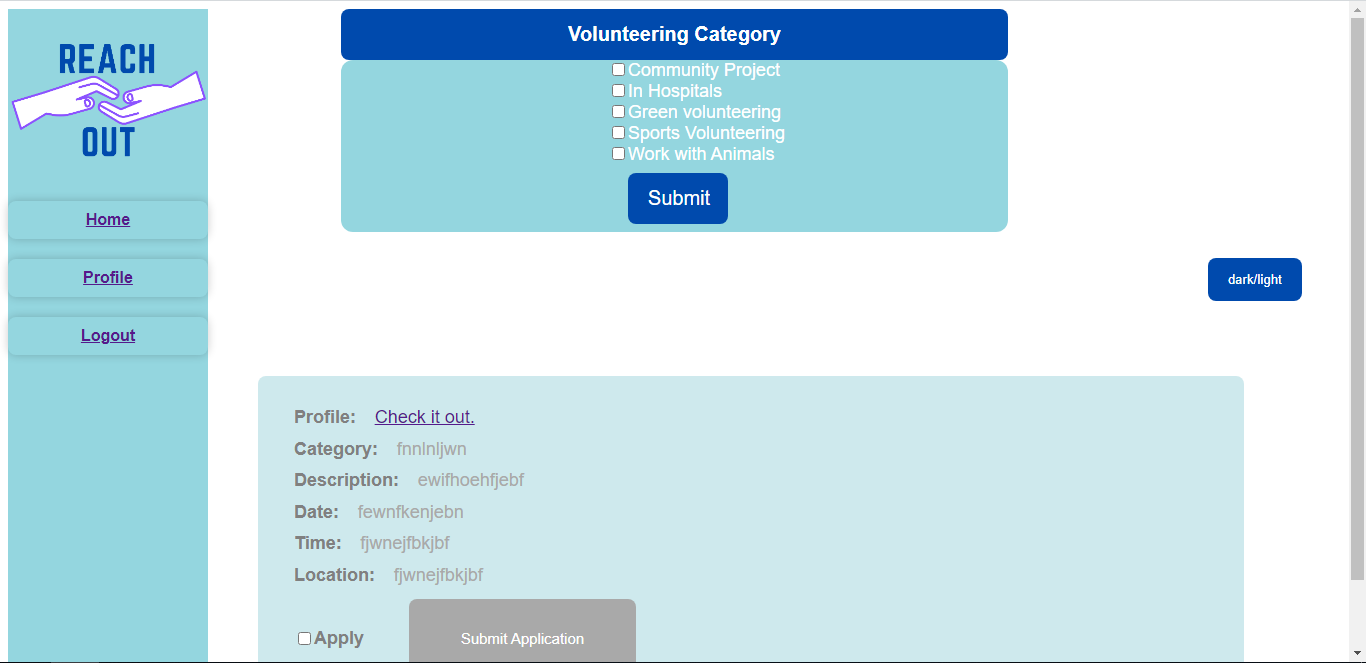 REACH
OUT
Home
Profile
Logout
Volunteering Category
Community Project
In Hospitals
Green volunteering
Sports Volunteering
Work with Animals
Submit
dark/light
Profile: Check it out.
Category: fnnlnljwn
Description: ewifhoehfjebf
Date: fewnfkenjebn
Time: fjwnejfbkjbf
Location: fjwnejfbkjbf
Apply Submit Application